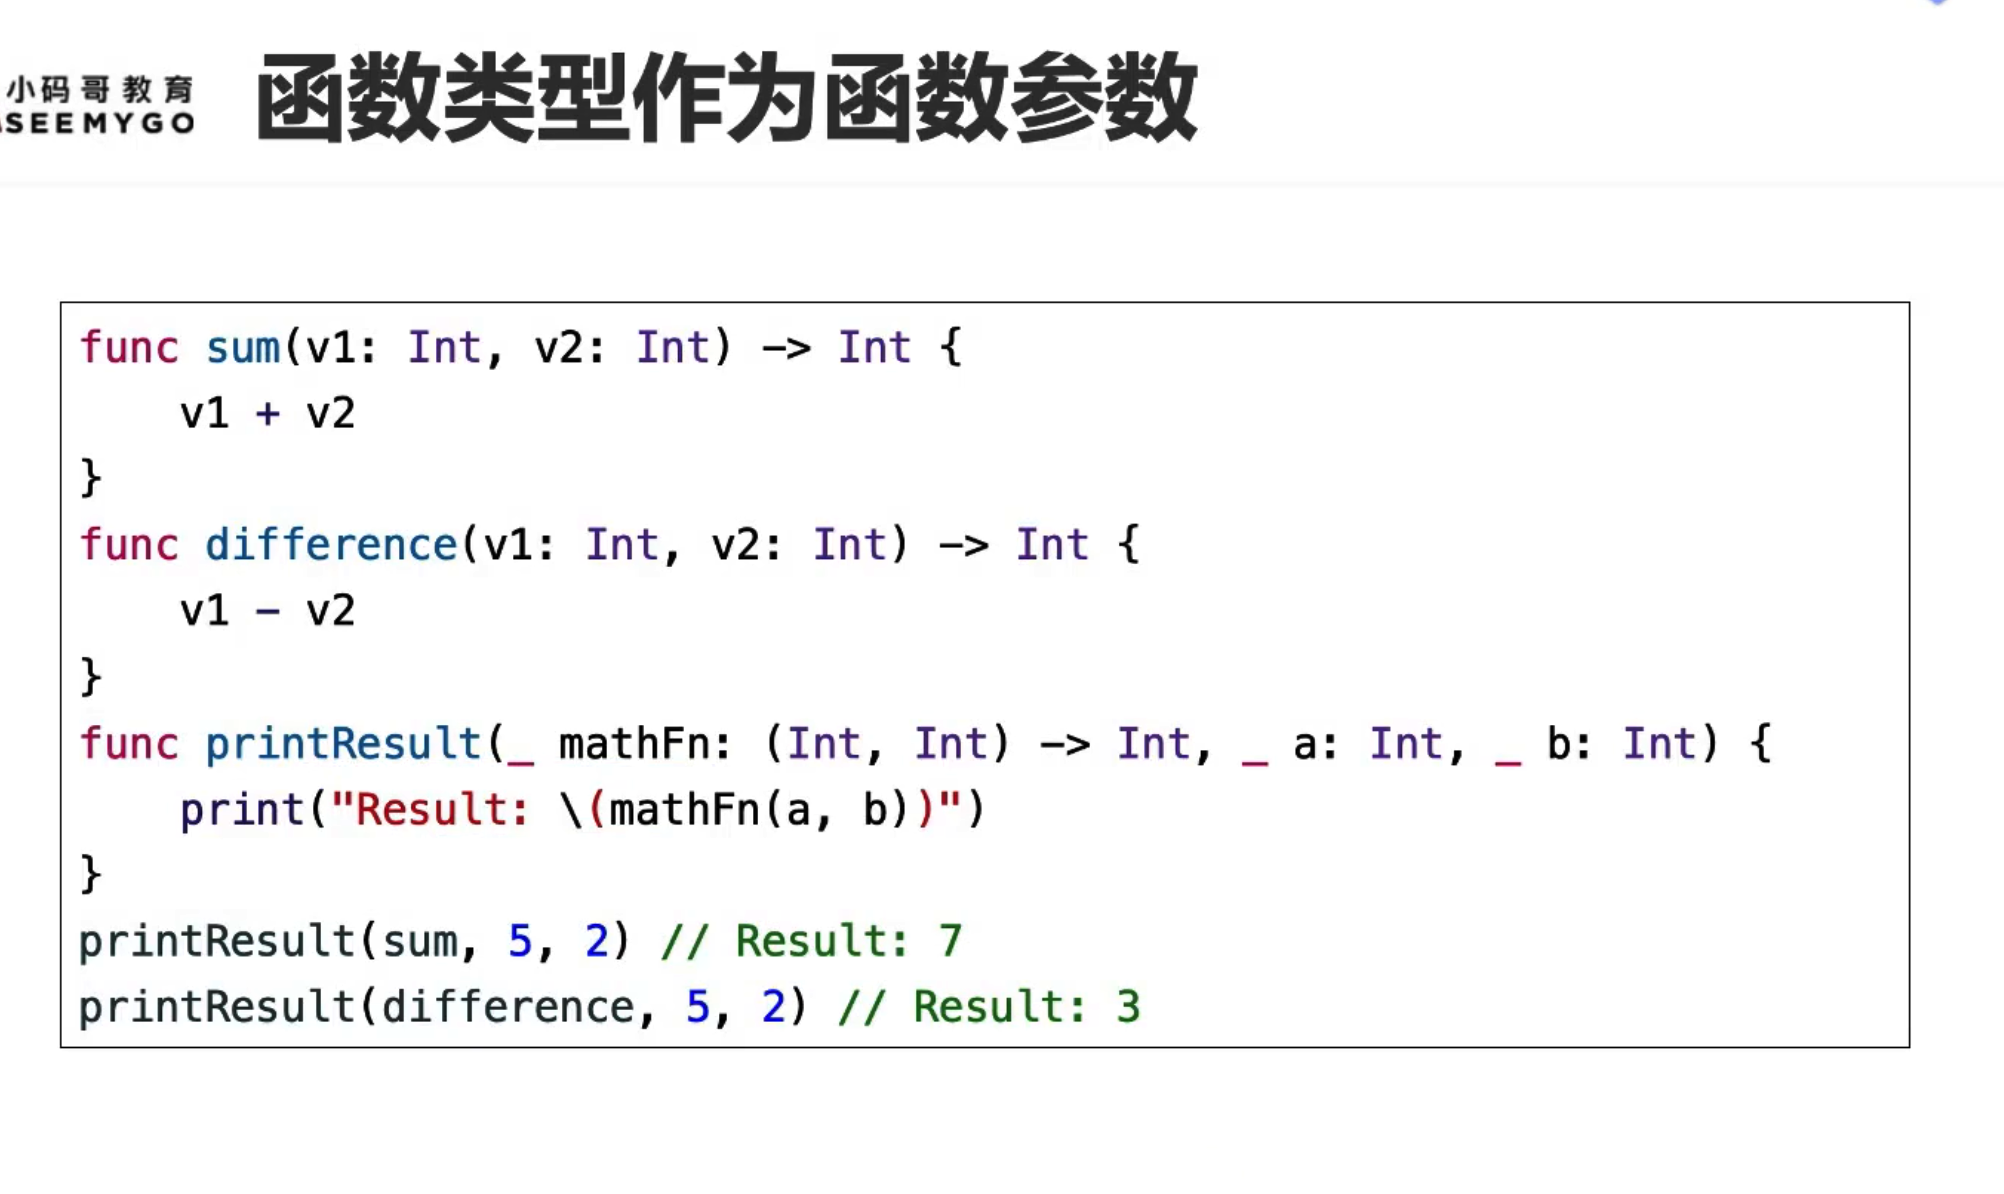 小码哥教育
SEEMYGO
函数类型作为函数参数
func sum(v1: Int, v2: Int) -> Int {
    v1 + v2
}
func difference(v1: Int, v2: Int) -> Int {
    v1 - v2
}
func printResult(_ mathFn: (Int, Int) -> Int, _ a: Int, _ b: Int) {
    print("Result: \(mathFn(a, b))")
}
printResult(sum, 5, 2) // Result: 7
printResult(difference, 5, 2) // Result: 3